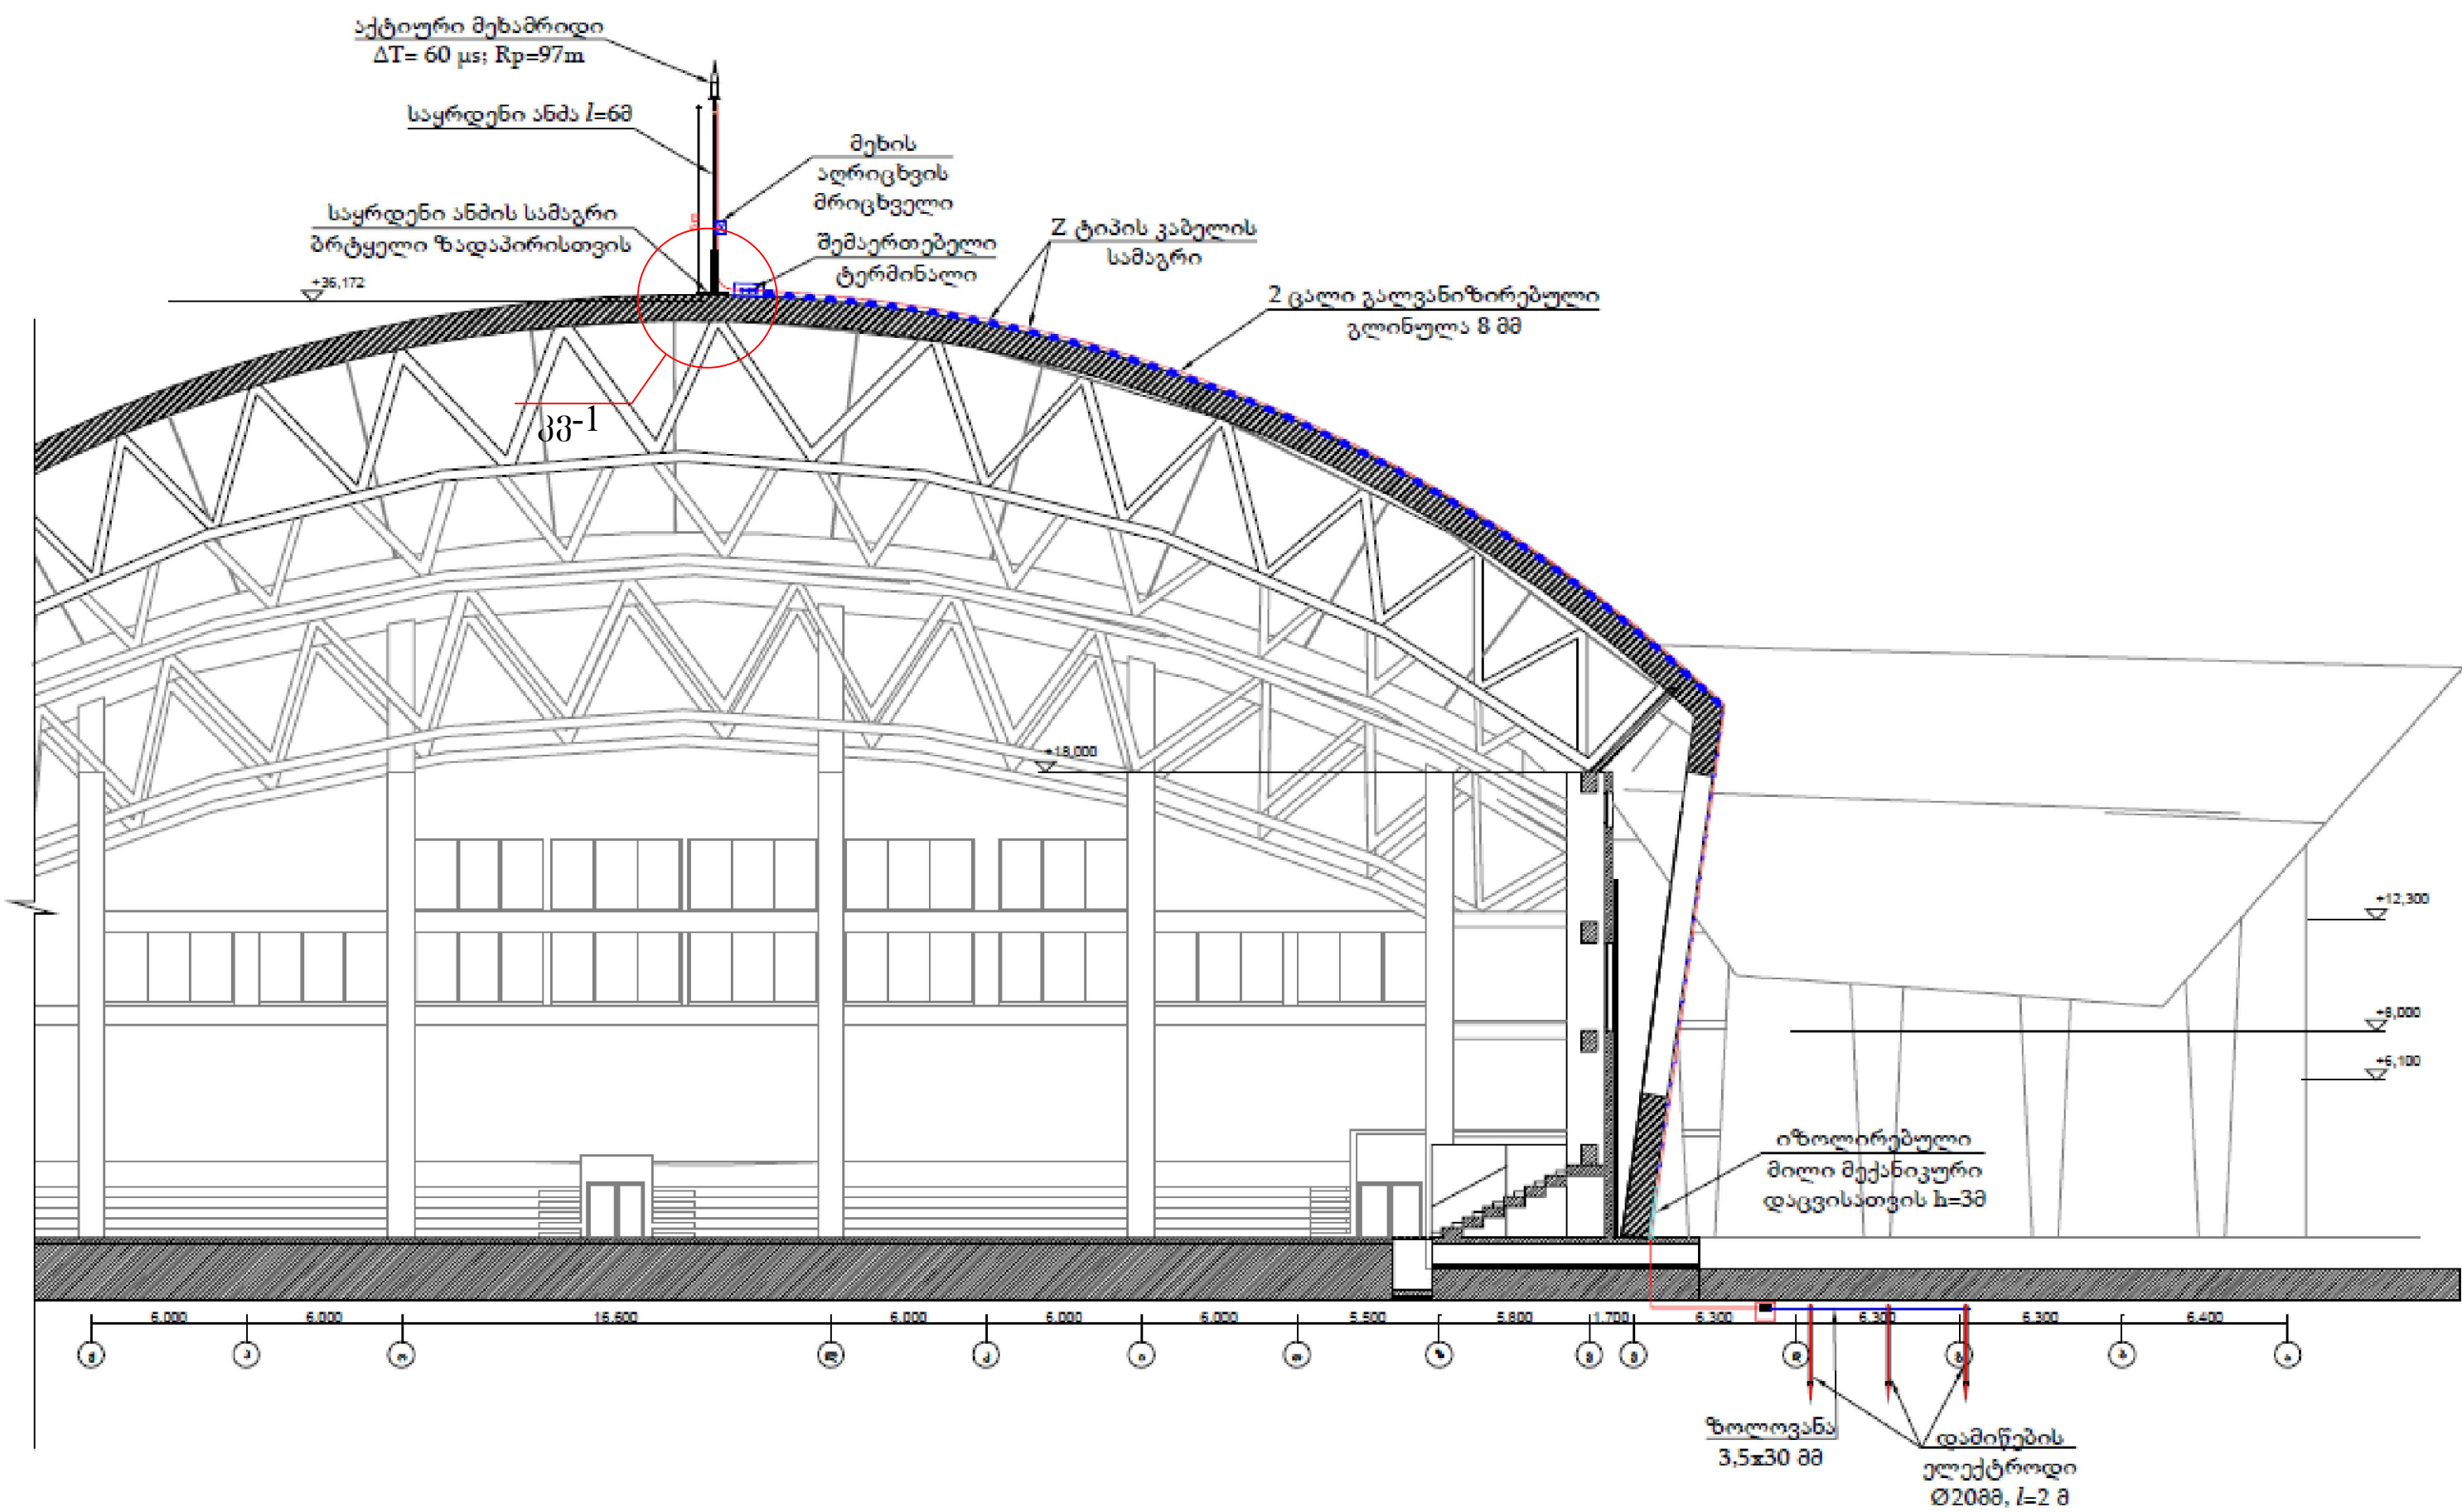 აქტიური მეხამრიდი
ΔT= 60 μs; Rp=97m
საყრდენი ანძა l=6მ
მეხის
აღრიცხვის
მრიცხველი
საყრდენი ანძის სამაგრი
ბრტყელი ზადაპირისთვის
შემაერთებელი
ტერმინალი
Z ტიპის კაბელის
სამაგრი
+36,172
2 ცალი გალვანიზირებული
გლინულა 8 მმ
კვ-1
+18,000
+12,300
+8,000
+6,100
იზოლირებული
მილი მექანიკური
დაცვისათვის h=3მ
6.000 6.000 16.600 6.000 6.000 6.000 5.500 5.800 1.700 6.300 6.300 6.300 6.400
ზოლოვანა
3,5x30 მმ
დამიწების
ელექტროდი
Ø20მმ, l=2 მ